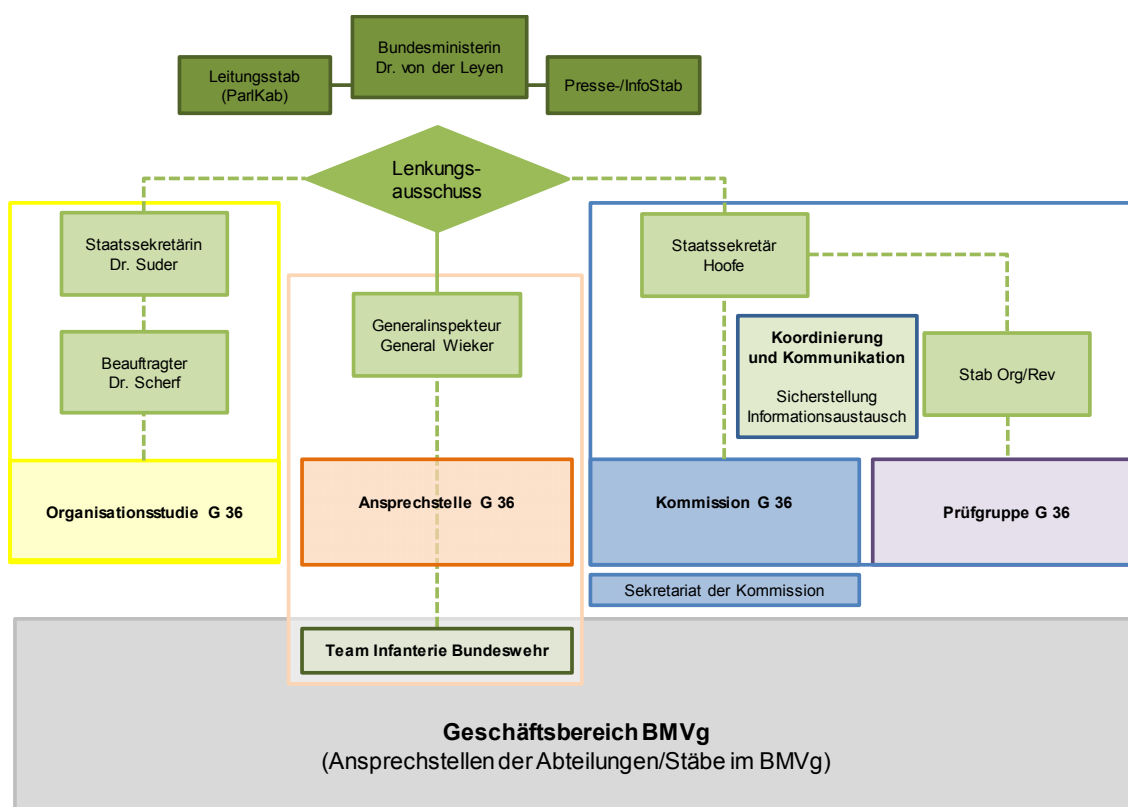 Bundesministerin
Dr. von der Leyen
Leitungsstab
(ParlKab)
Presse-/InfoStab
Lenkungs-
ausschuss
Staatssekretärin
Dr. Suder
Beauftragter
Dr. Scherf
Organisationsstudie G 36
Generalinspekteur
General Wieker
Ansprechstelle G 36
Team Infanterie Bundeswehr
Staatssekretär
Hoofe
Koordinierung
und Kommunikation
Sicherstellung
Informationsaustausch
Stab Org/Rev
Kommission G 36
Prüfgruppe G 36
Sekretariat der Kommission
Geschäftsbereich BMVg
(Ansprechstellen der Abteilungen/Stäbe im BMVg)